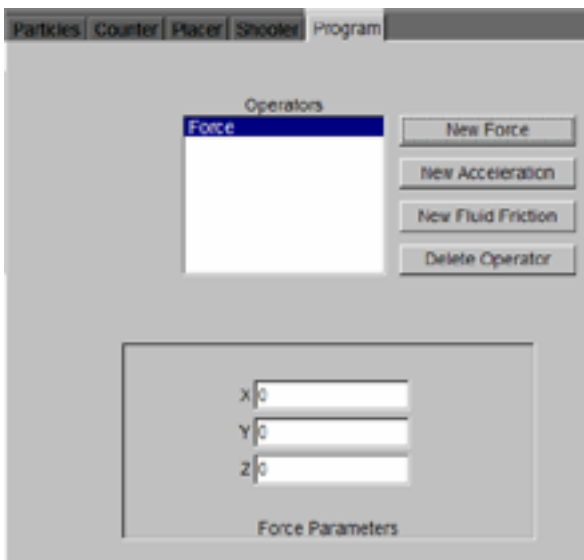 Particles Counter Placer Shooter Program
Operators
Force
New Force
New Acceleration
New Fluid Friction
Delete Operator
X 0
Y 0
Z 0
Force Parameters